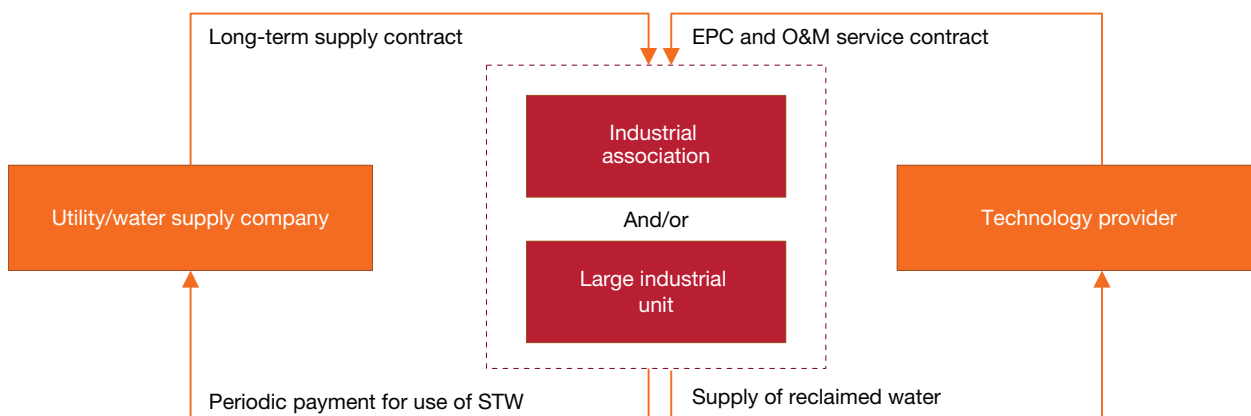 Long-term supply contract
EPC and O&M service contract
Industrial
association
Utility/water supply company
And/or
Technology provider
Large industrial
unit
Periodic payment for use of STW
Supply of reclaimed water